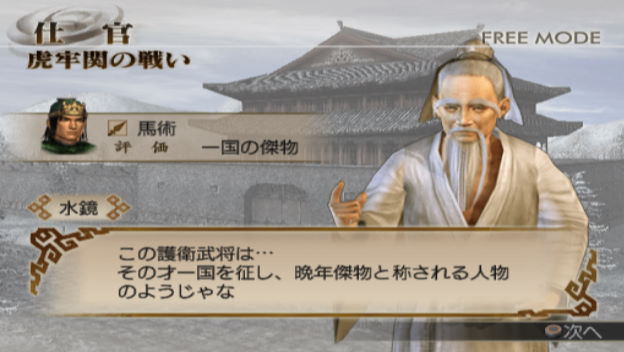 仕官
FREE MODE
虎牢関の戦い
馬術
評価 一国の傑物
水鏡
この護衛武将は…
その才一国を征し、晩年傑物と称される人物
のようじゃな
次へ